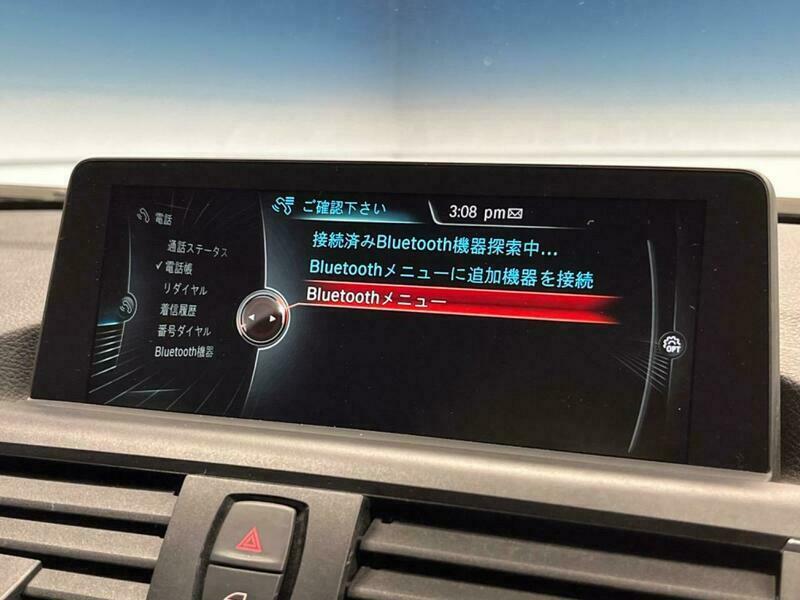 電話
通話ステータス
✓電話帳
リダイヤル
着信履歴
番号ダイヤル
Bluetooth機器
ご確認下さい
3:08 pm
接続済みBluetooth機器探索中...
Bluetoothメニューに追加機器を接続
Bluetoothメニュー
OPT